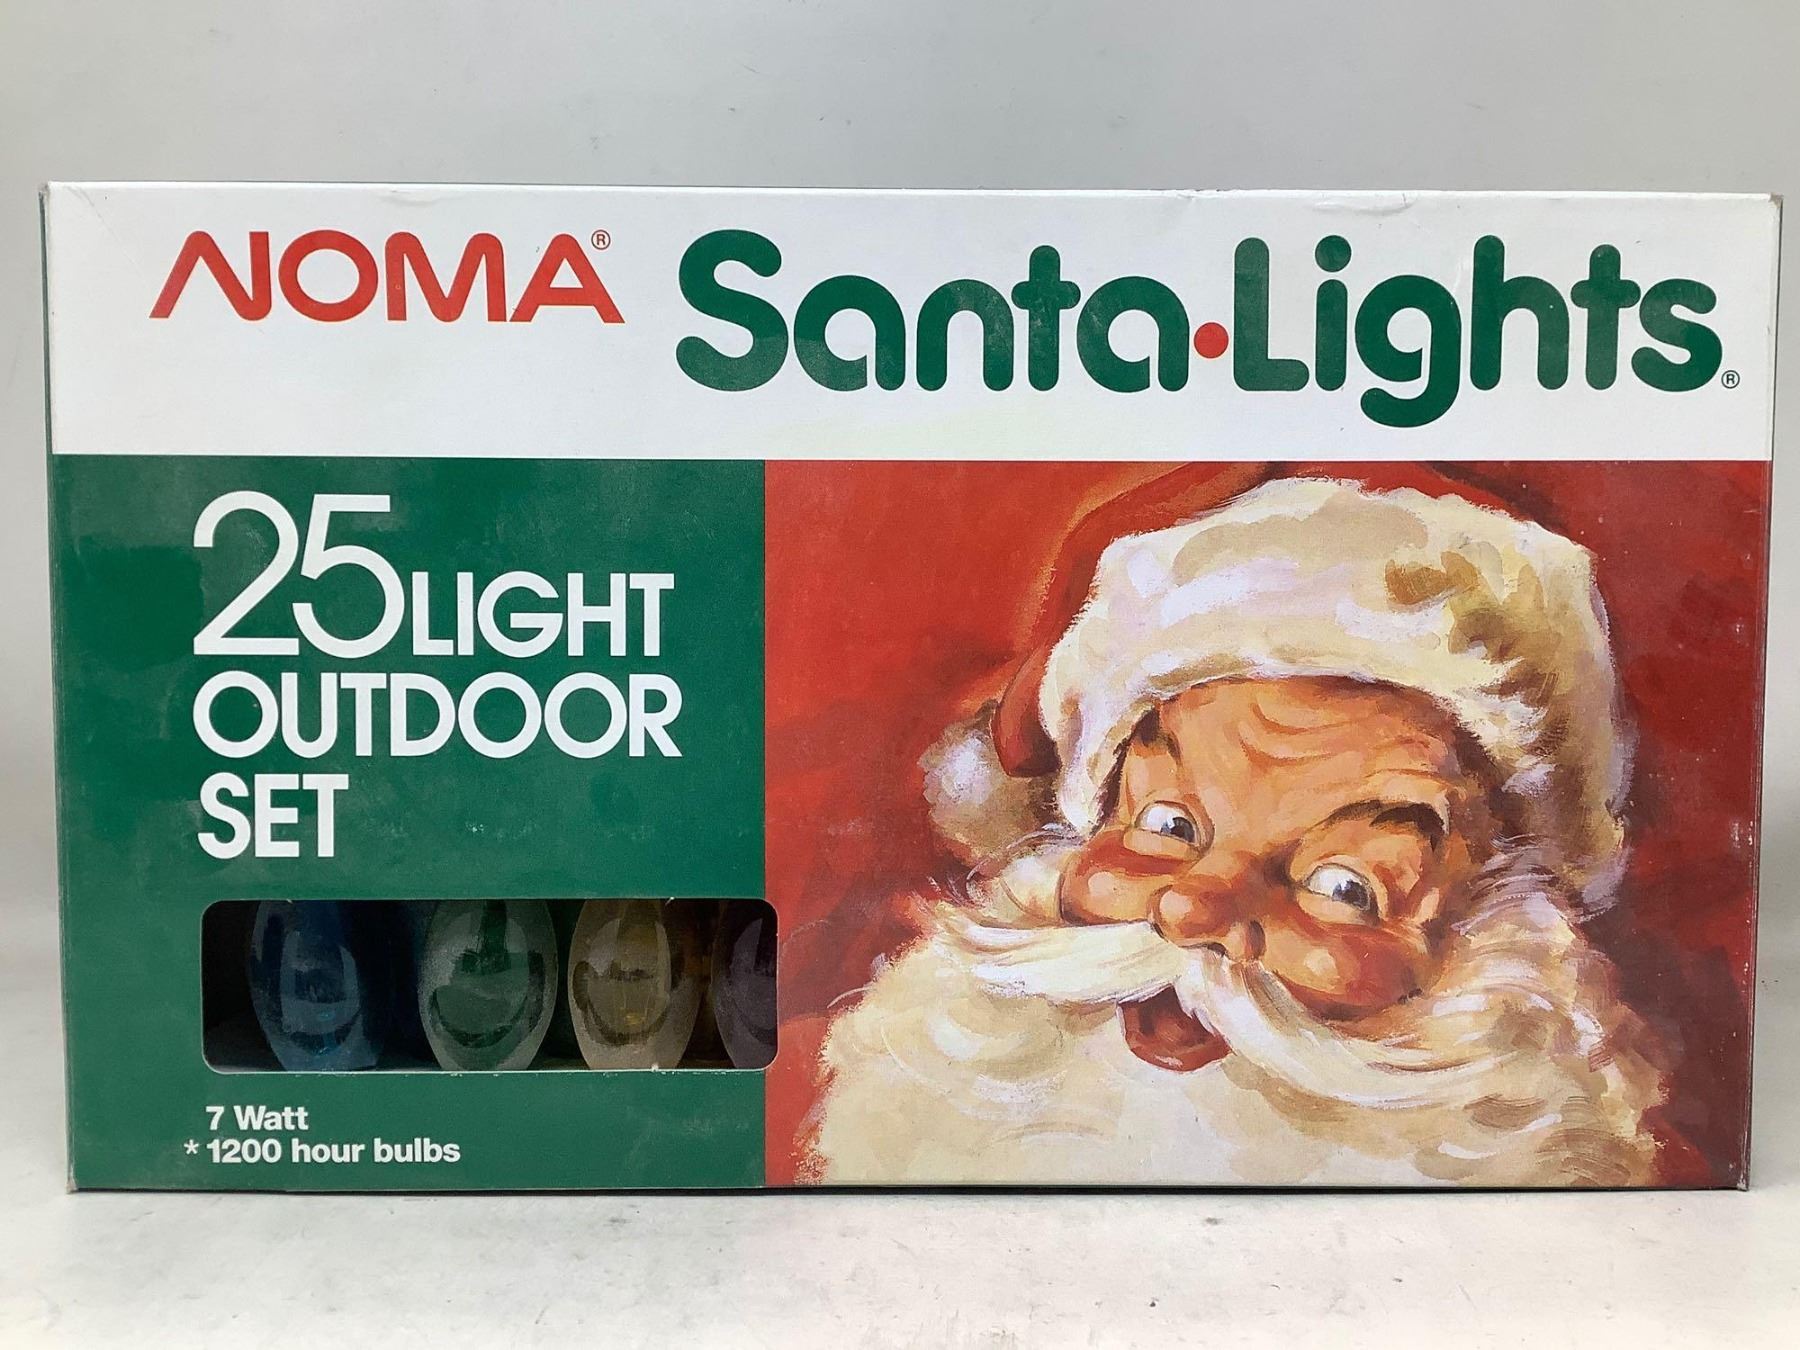 NOMA®
Santa•Lights®
25 LIGHT
OUTDOOR
SET
7 Watt
* 1200 hour bulbs